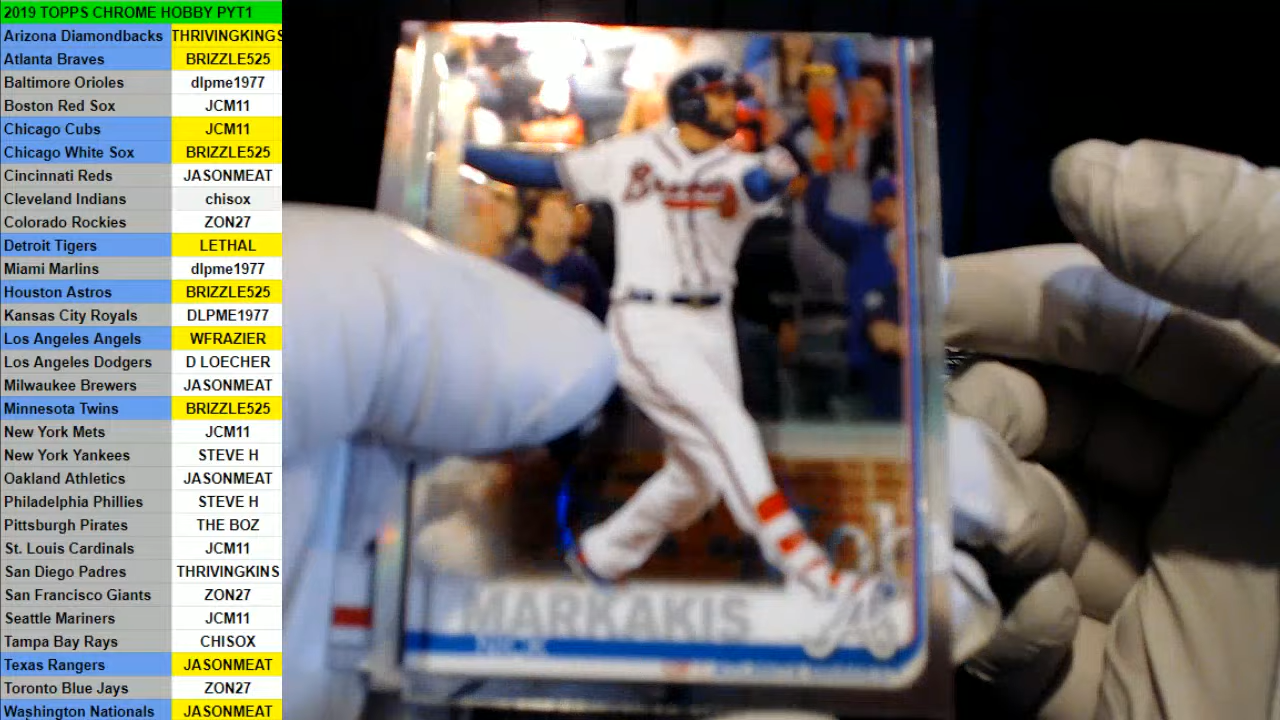 2019 TOPPS CHROME HOBBY PYT1
Arizona Diamondbacks THRIVINGKINGS
Atlanta Braves BRIZZLE525
Baltimore Orioles dlpme1977
Boston Red Sox JCM11
Chicago Cubs JCM11
Chicago White Sox BRIZZLE525
Cincinnati Reds JASONMEAT
Cleveland Indians chisox
Colorado Rockies ZON27
Detroit Tigers LETHAL
Miami Marlins dlpme1977
Houston Astros BRIZZLE525
Kansas City Royals DLPME1977
Los Angeles Angels WFRAZIER
Los Angeles Dodgers D LOECHER
Milwaukee Brewers JASONMEAT
Minnesota Twins BRIZZLE525
New York Mets JCM11
New York Yankees STEVE H
Oakland Athletics JASONMEAT
Philadelphia Phillies STEVE H
Pittsburgh Pirates THE BOZ
St. Louis Cardinals JCM11
San Diego Padres THRIVINGKINS
San Francisco Giants ZON27
Seattle Mariners JCM11
Tampa Bay Rays CHISOX
Texas Rangers JASONMEAT
Toronto Blue Jays ZON27
Washington Nationals JASONMEAT
Braves
MARKAKIS
NICK